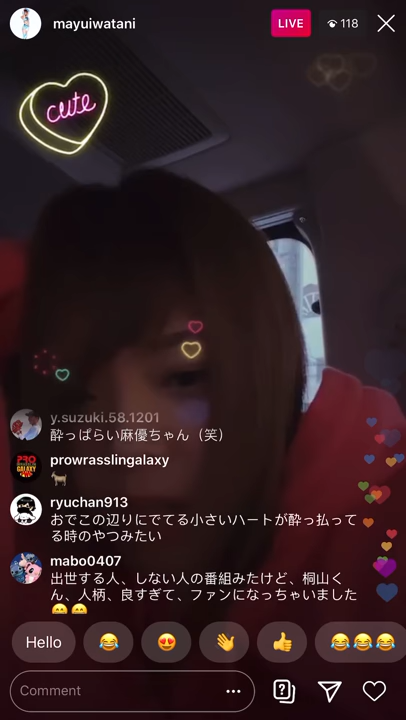 mayuiwatani
LIVE
118
cute
y.suzuki.58.1201
酔っぱらい麻優ちゃん（笑）
PRO
GALAXY
prowrasslingalaxy
ryuchan913
おでこの辺りにでてる小さいハートが酔っ払って
る時のやつみたい
mabo0407
出世する人、しない人の番組みたけど、桐山く
ん、人柄、良すぎて、ファンになっちゃいました
Hello
Comment